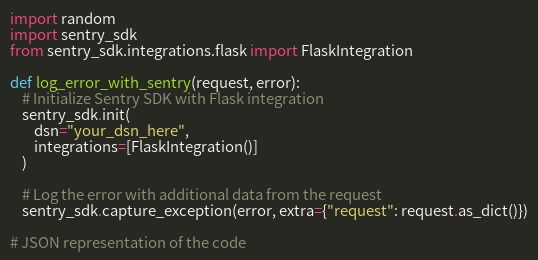 import random
import sentry_sdk
from sentry_sdk.integrations.flask import FlaskIntegration

def log_error_with_sentry(request, error):
    # Initialize Sentry SDK with Flask integration
    sentry_sdk.init(
        dsn="your_dsn_here",
        integrations=[FlaskIntegration()]
    )

    # Log the error with additional data from the request
    sentry_sdk.capture_exception(error, extra={"request": request.as_dict()})

# JSON representation of the code